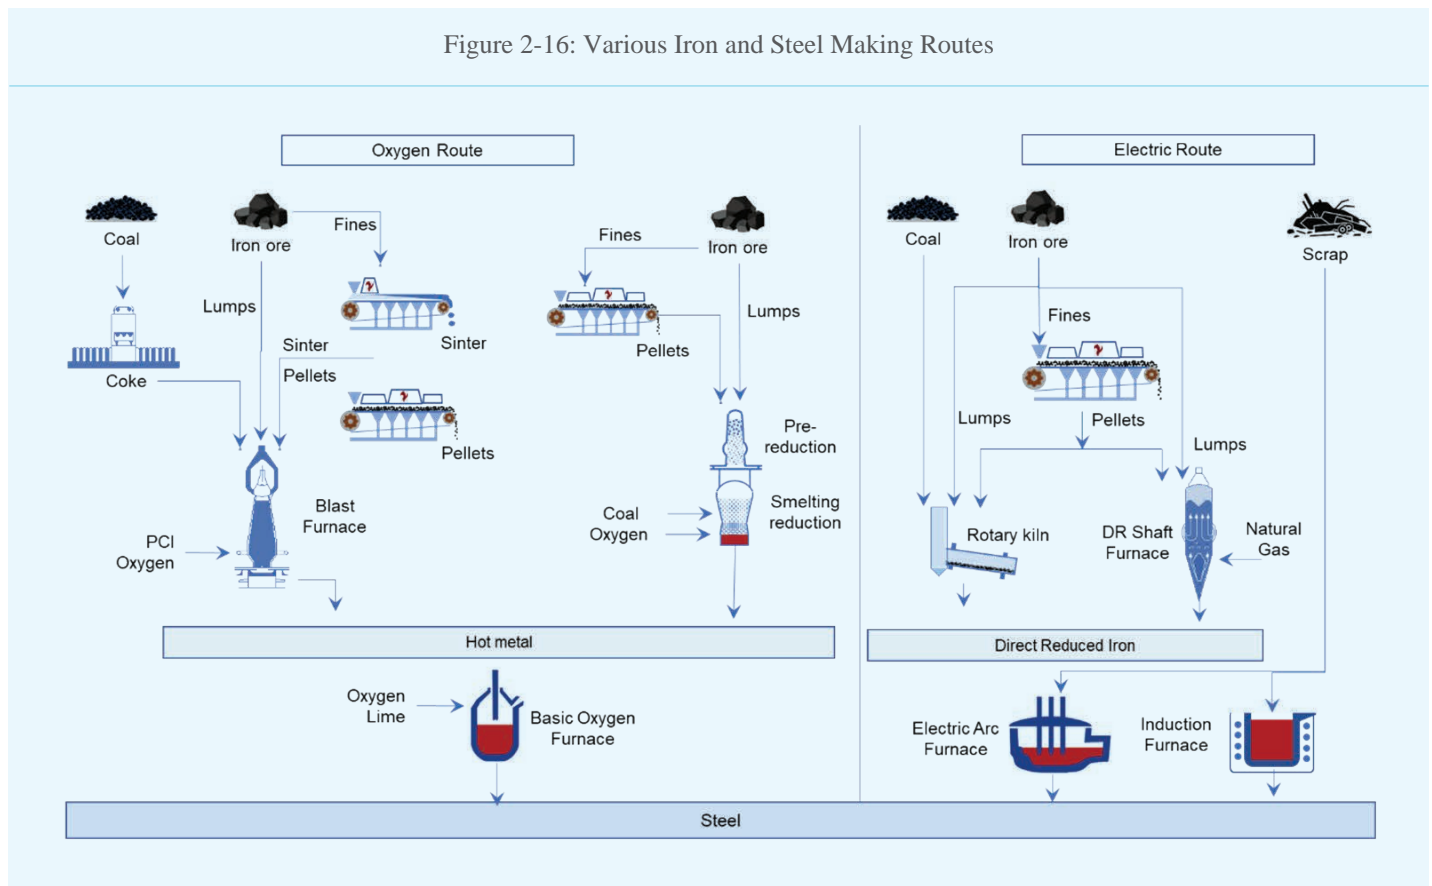 Figure 2-16: Various Iron and Steel Making Routes
Oxygen Route
Coal
Iron ore
Fines
Lumps
Sinter
Coke
Sinter
Pellets
Pellets
Blast
Furnace
PCI
Oxygen
Fines
Iron ore
Lumps
Pellets
Pre-
reduction
Smelting
reduction
Coal
Oxygen
Hot metal
Oxygen
Lime
Basic Oxygen
Furnace
Electric Route
Coal
Iron ore
Scrap
Fines
Lumps
Pellets
Lumps
Rotary kiln
DR Shaft
Furnace
Natural
Gas
Direct Reduced Iron
Electric Arc
Furnace
Induction
Furnace
Steel